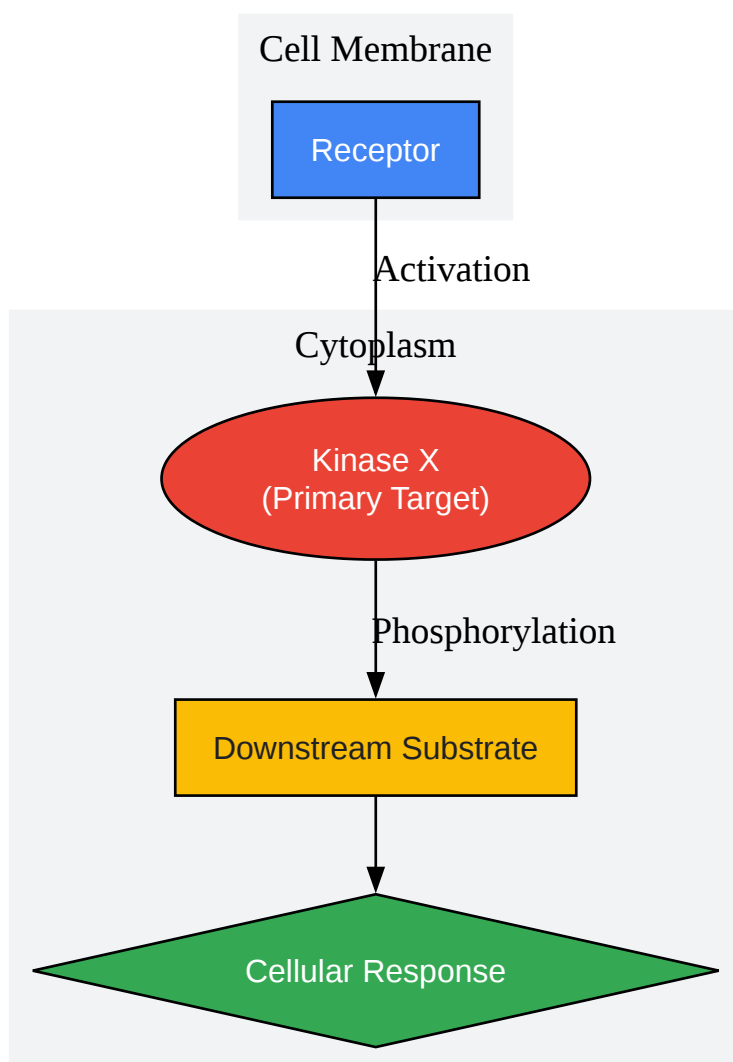 Cell Membrane
Receptor
Activation
Cytoplasm
Kinase X
(Primary Target)
Phosphorylation
Downstream Substrate
Cellular Response